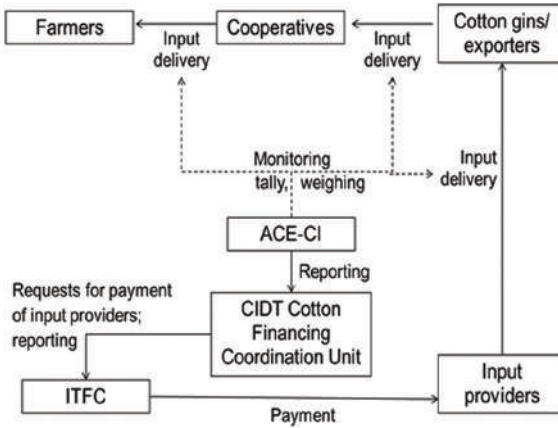 Farmers
Cooperatives
Cotton gins/
exporters
Input
delivery
Input
delivery
Monitoring
tally, weighing
Input
delivery
ACE-CI
Reporting
Requests for payment
of input providers;
reporting
CIDT Cotton
Financing
Coordination Unit
ITFC
Payment
Input
providers